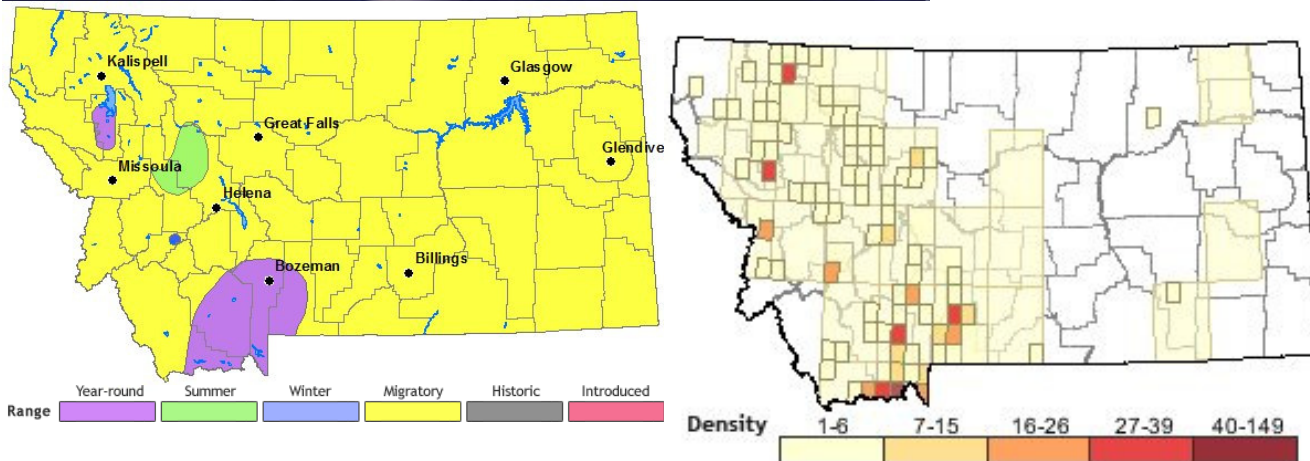 Kalispell
Glasgow
Great Falls
Glendive
Missoula
Helena
Bozeman
Billings
Range
Year-round
Summer
Winter
Migratory
Historic
Introduced
Density
1-6
7-15
16-26
27-39
40-149